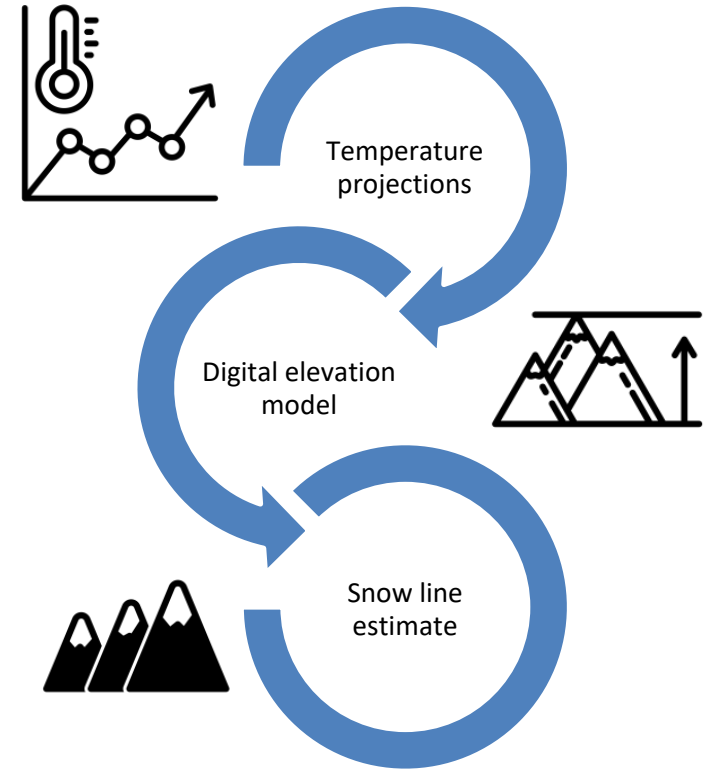 Temperature
projections
Digital elevation
model
Snow line
estimate